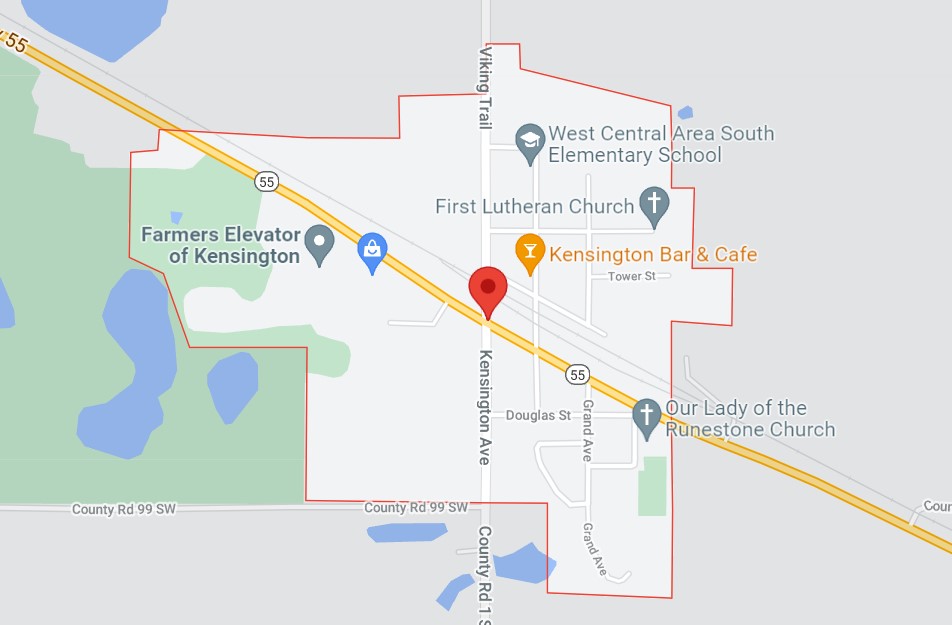 55
Viking Trail
West Central Area South
Elementary School
55
First Lutheran Church
Farmers Elevator
of Kensington
Kensington Bar & Cafe
Tower St
Kensington Ave
55
Douglas St
Grand Ave
Our Lady of the
Runestone Church
County Rd 99 SW
County Rd 99 SW
Coun
County Rd 1 S
Grand Ave